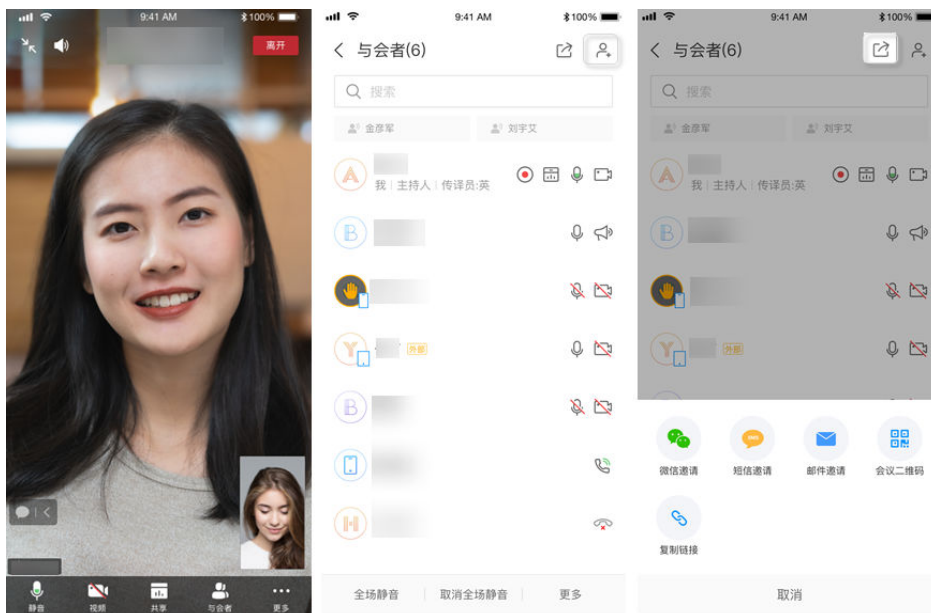 9:41 AM
100%
离开
静音
视频
共享
与会者
更多
9:41 AM
100%
与会者(6)
搜索
金彦军
刘宇艾
我 | 主持人 | 传译员:英
外部
全场静音
取消全场静音
更多
9:41 AM
100%
与会者(6)
搜索
金彦军
刘宇艾
我 | 主持人 | 传译员:英
外部
微信邀请
短信邀请
邮件邀请
会议二维码
复制链接
取消